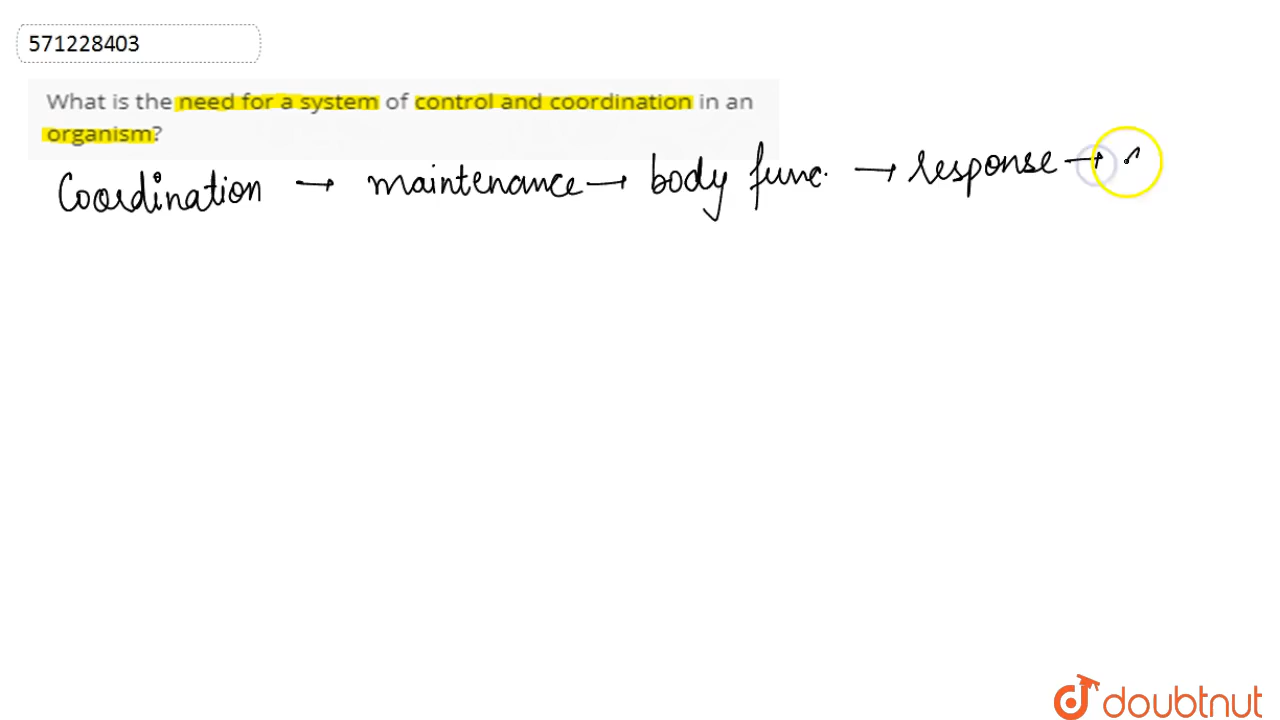 571228403
What is the need for a system of control and coordination in an
organism?
Coordination → maintenance → body func. → response →
doubtnut